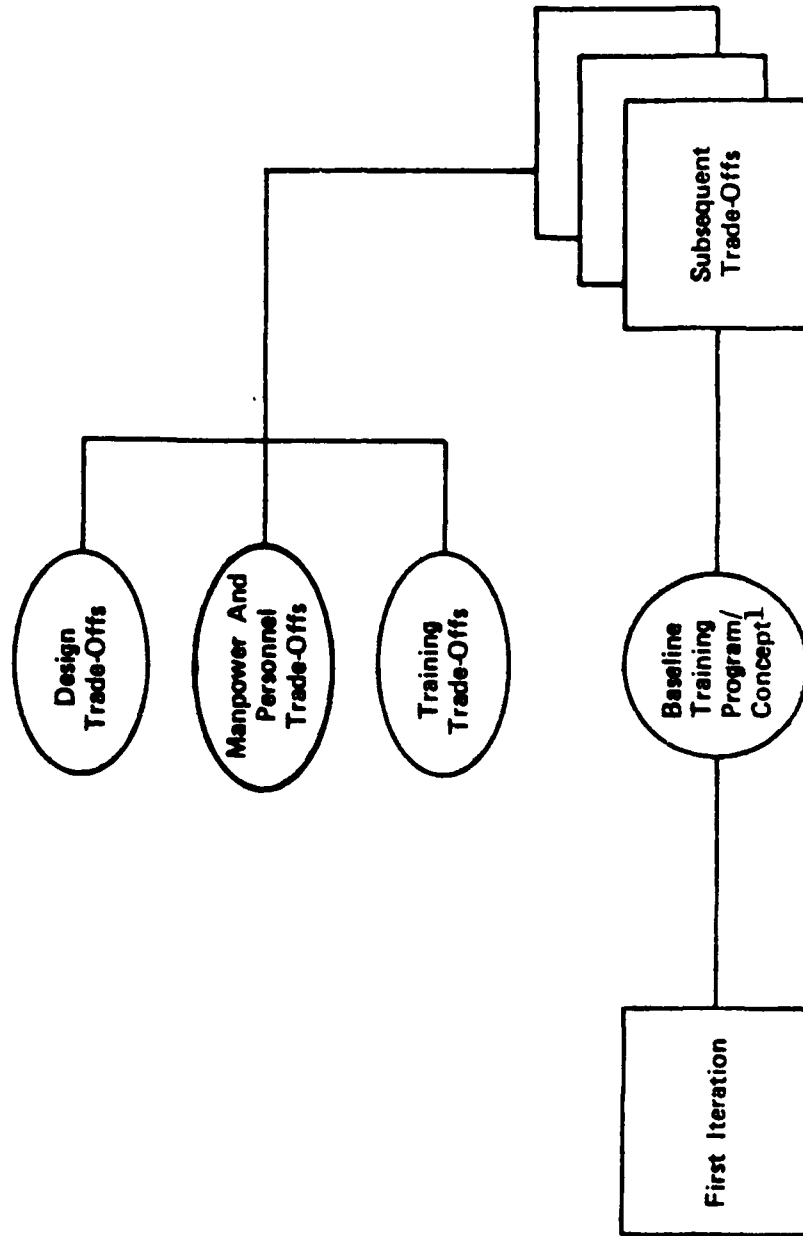 Design
Trade-Offs
Manpower And
Personnel
Trade-Offs
Training
Trade-Offs
First Iteration
Baseline
Training
Program/
Concept1
Subsequent
Trade-Offs